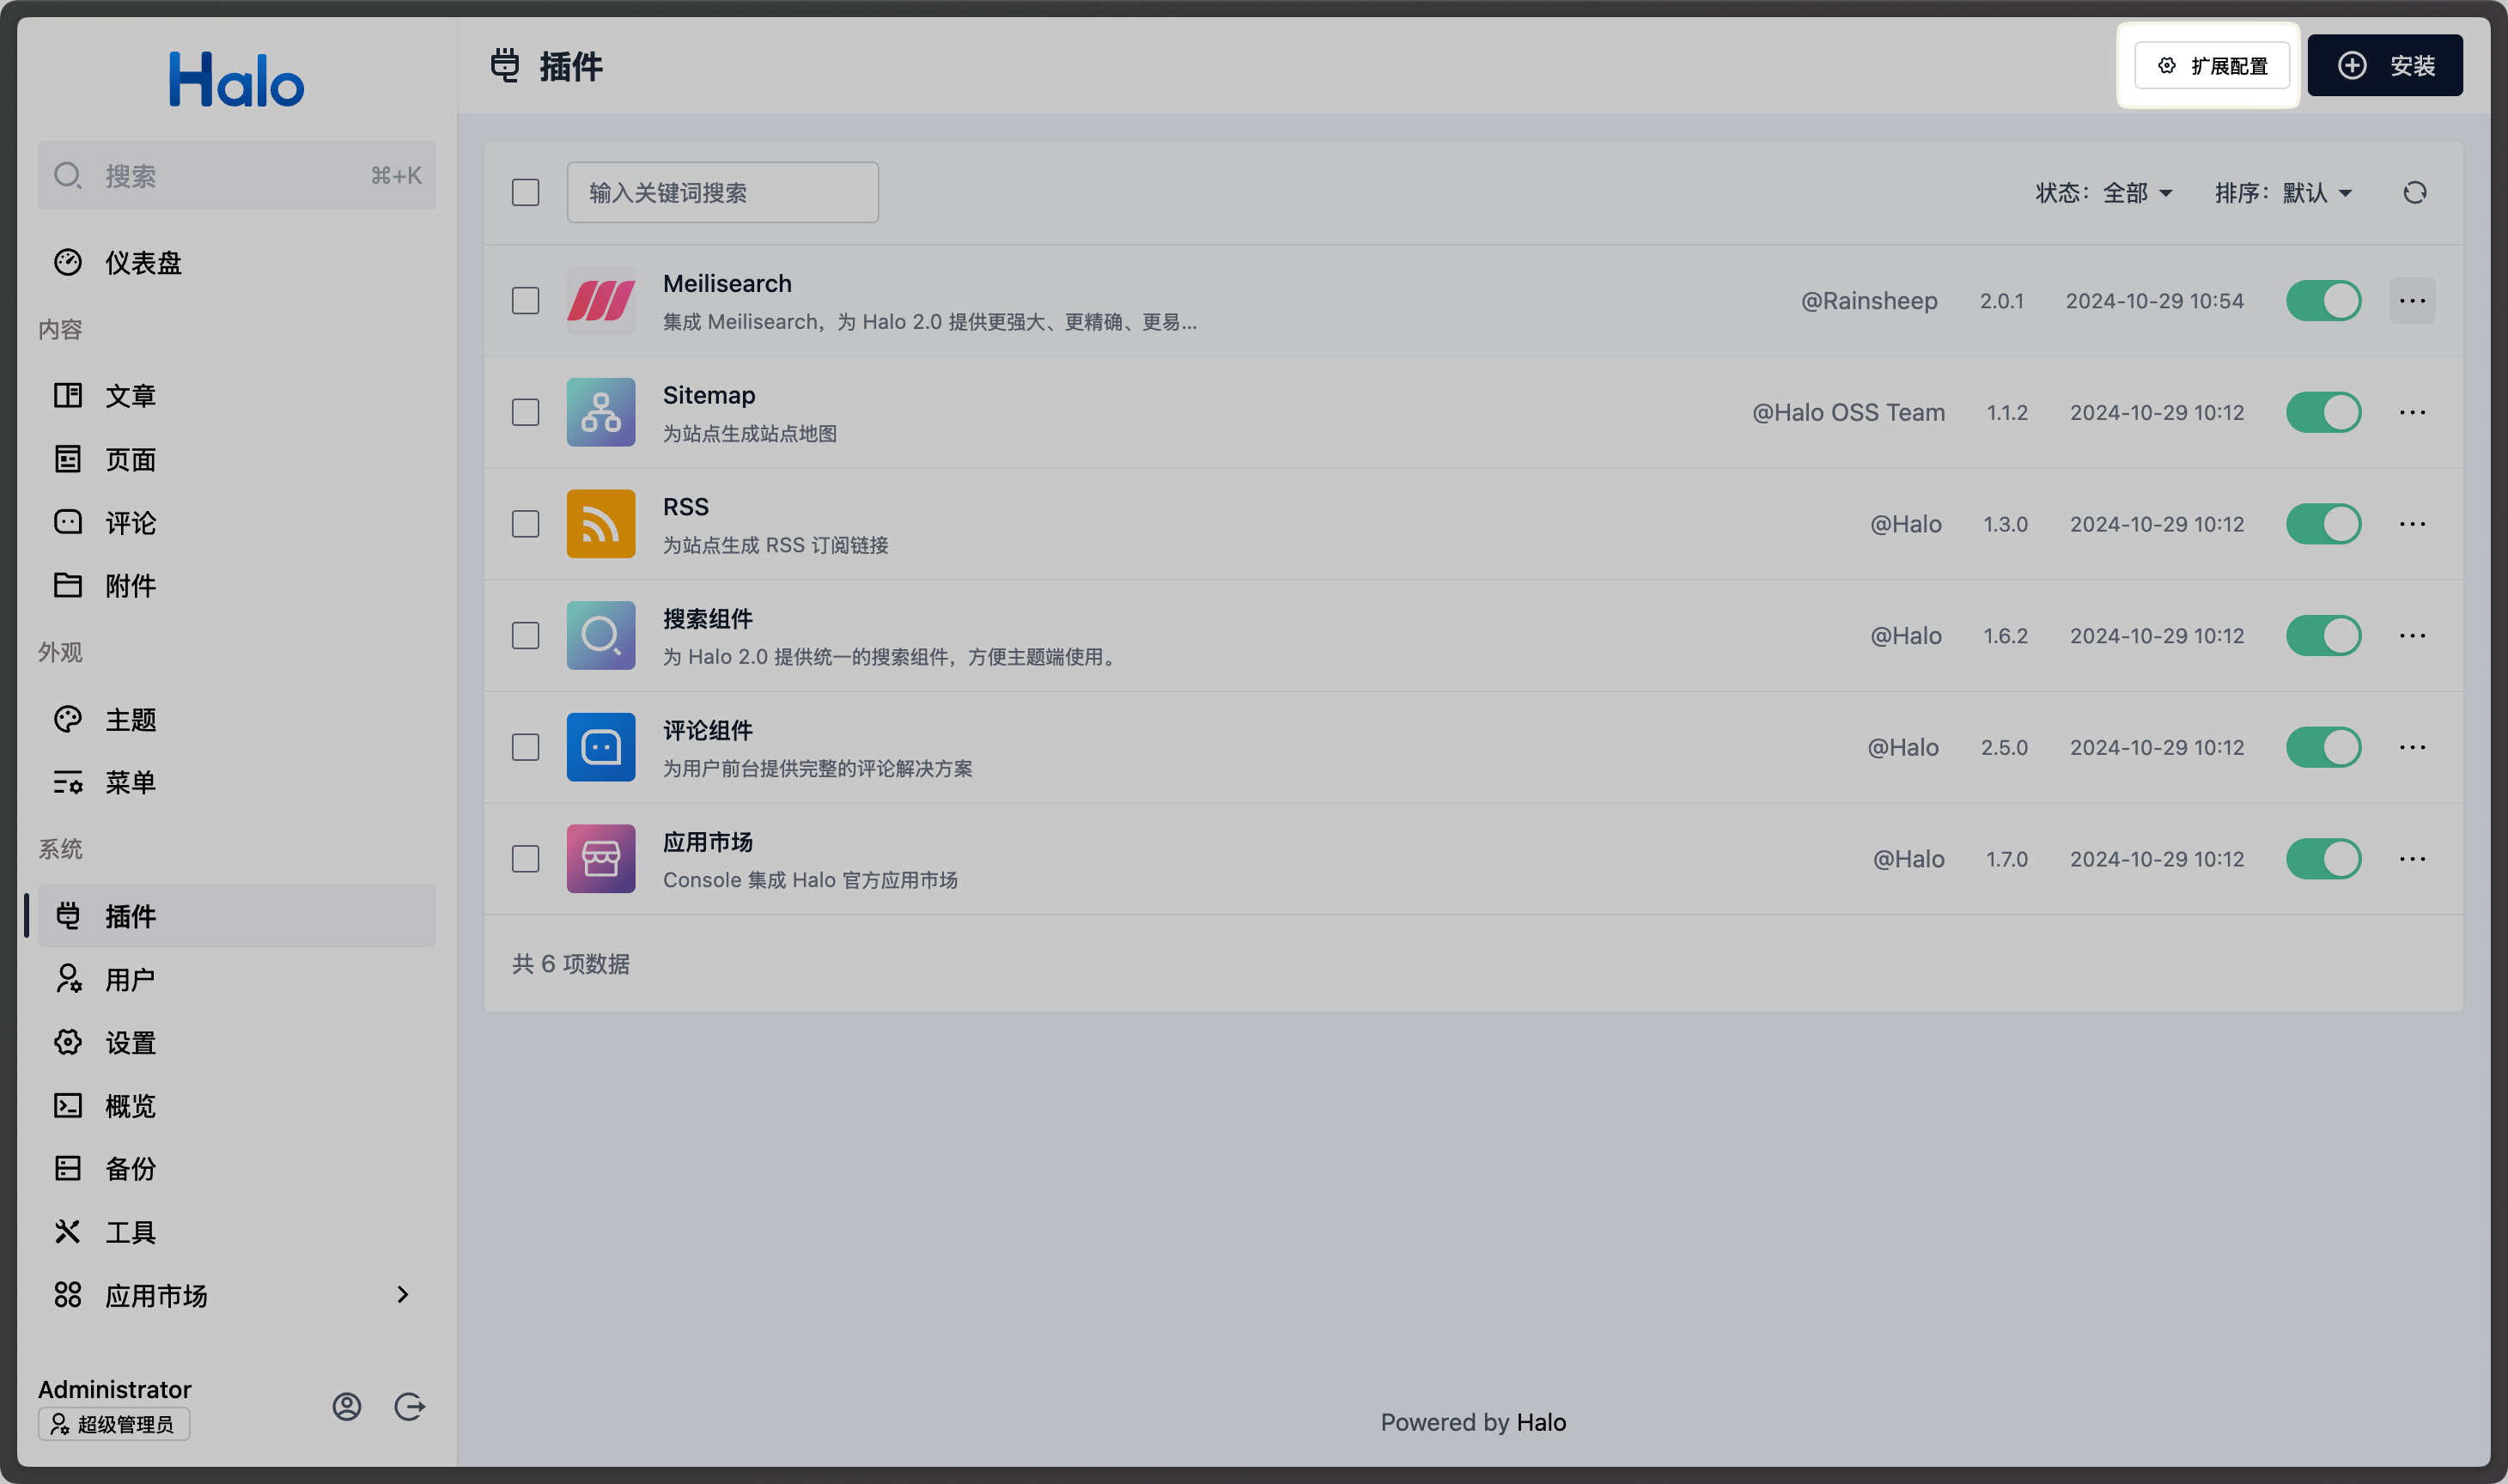 Halo
搜索 ⌘+K
仪表盘
内容
文章
页面
评论
附件
外观
主题
菜单
系统
插件
用户
设置
概览
备份
工具
应用市场
Administrator
超级管理员
插件
扩展配置
安装
输入关键词搜索
状态：全部 排序：默认
Meilisearch
集成 Meilisearch，为 Halo 2.0 提供更强大、更精确、更易...
@Rainsheep 2.0.1 2024-10-29 10:54
Sitemap
为站点生成站点地图
@Halo OSS Team 1.1.2 2024-10-29 10:12
RSS
为站点生成 RSS 订阅链接
@Halo 1.3.0 2024-10-29 10:12
搜索组件
为 Halo 2.0 提供统一的搜索组件，方便主题端使用。
@Halo 1.6.2 2024-10-29 10:12
评论组件
为用户前台提供完整的评论解决方案
@Halo 2.5.0 2024-10-29 10:12
应用市场
Console 集成 Halo 官方应用市场
@Halo 1.7.0 2024-10-29 10:12
共 6 项数据
Powered by Halo